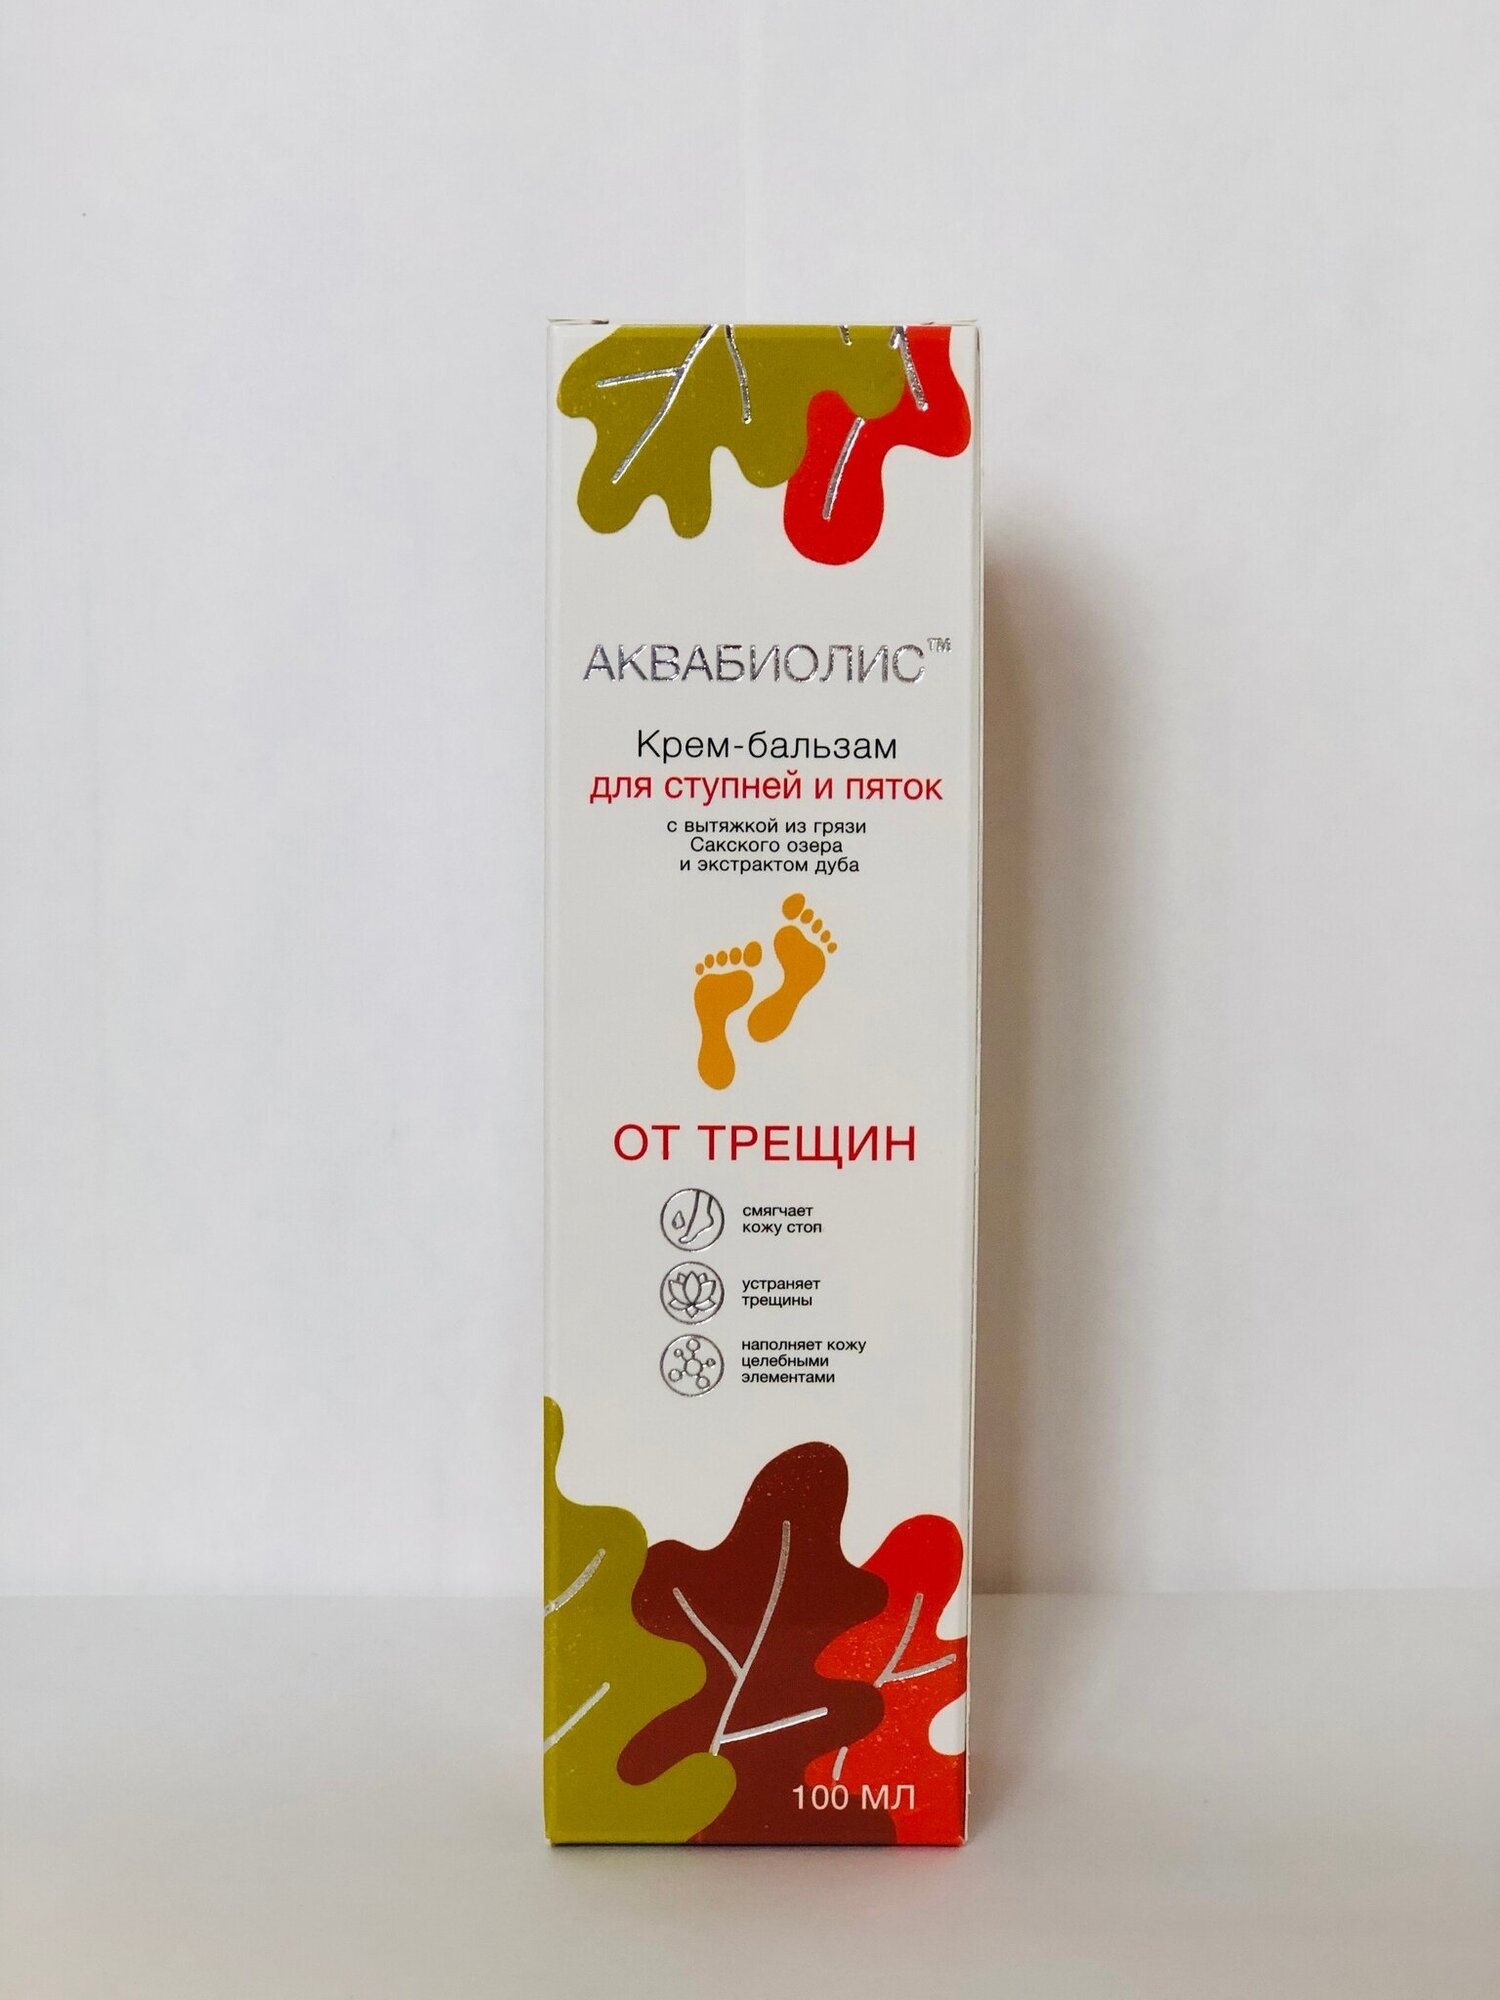 АКВАБИОЛИС™
Крем-бальзам
для ступней и пяток
с вытяжкой из грязи
Сакского озера
и экстрактом дуба
ОТ ТРЕЩИН
смягчает
кожу стоп
устраняет
трещины
наполняет кожу
целебными
элементами
100 МЛ